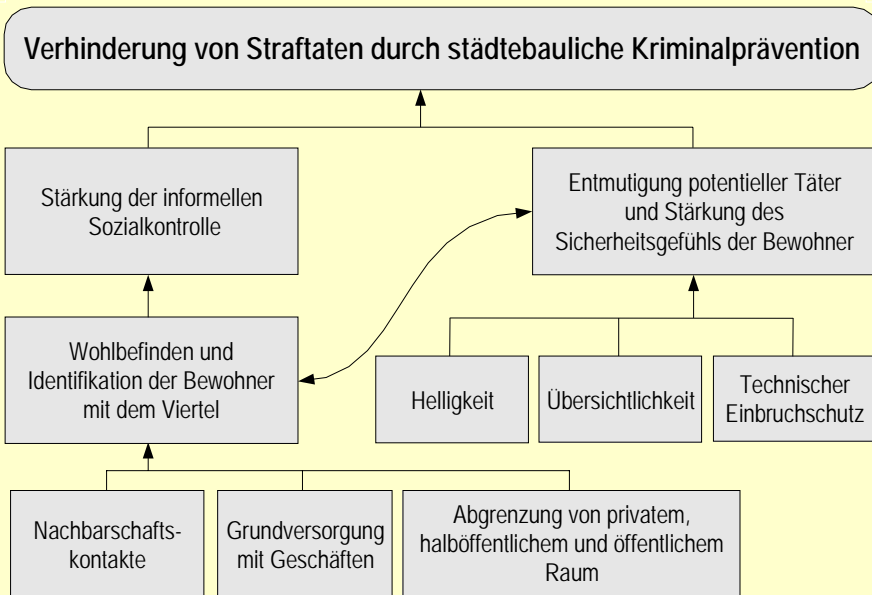 Verhinderung von Straftaten durch städtebauliche Kriminalprävention
Stärkung der informellen
Sozialkontrolle
Entmutigung potentieller Täter
und Stärkung des
Sicherheitsgefühls der Bewohner
Wohlbefinden und
Identifikation der Bewohner
mit dem Viertel
Helligkeit
Übersichtlichkeit
Technischer
Einbruchschutz
Nachbarschafts-
kontakte
Grundversorgung
mit Geschäften
Abgrenzung von privatem,
halböffentlichem und öffentlichem
Raum